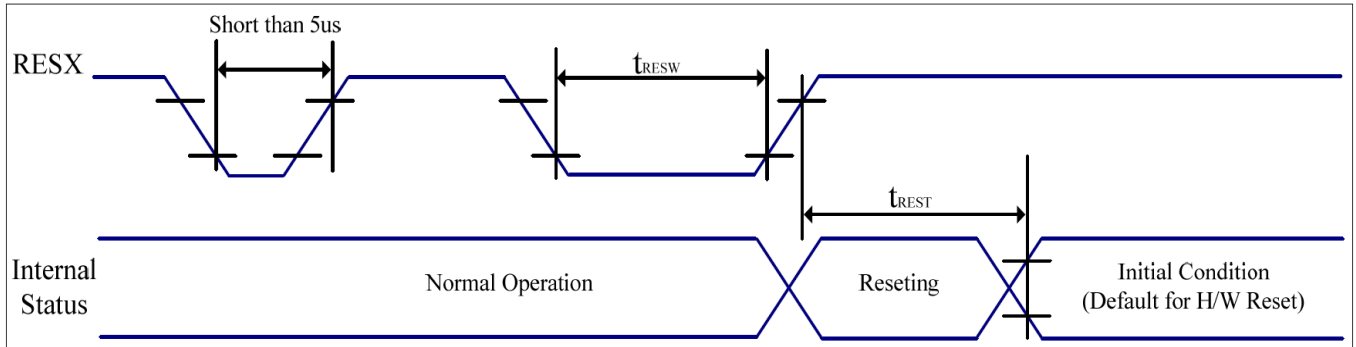 Short than 5us
RESX
tRESW
tREST
Internal
Status
Normal Operation
Reseting
Initial Condition
(Default for H/W Reset)